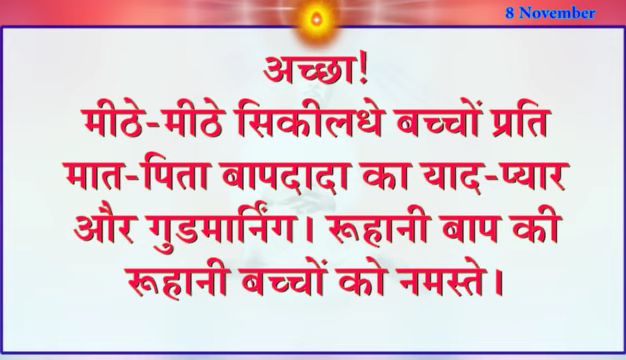 8 November
अच्छा!
मीठे-मीठे सिकीलधे बच्चों प्रति
मात-पिता बापदादा का याद-प्यार
और गुडमार्निंग। रूहानी बाप की
रूहानी बच्चों को नमस्ते।